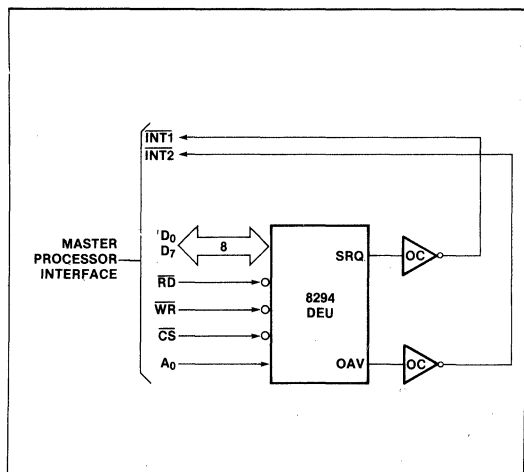 INT1
INT2
MASTER
PROCESSOR
INTERFACE
D0
D7
8
RD
WR
CS
A0
8294
DEU
SRQ
OC
OAV
OC